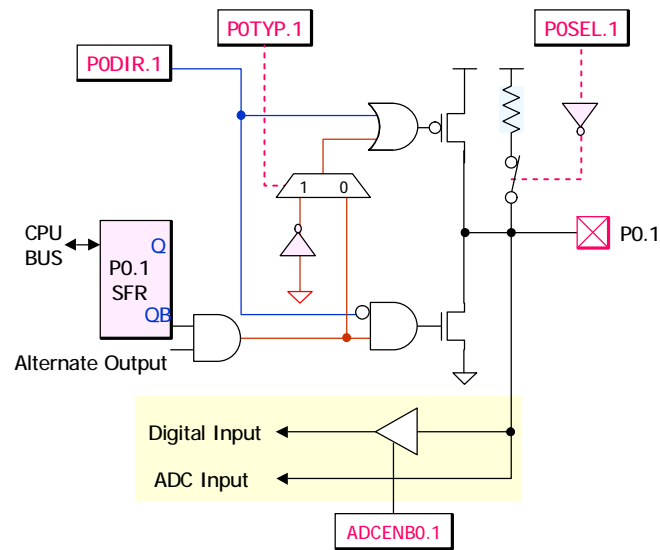 P0TYP.1
P0SEL.1
P0DIR.1
1 0
CPU
BUS
Q
P0.1
SFR
QB
P0.1
Alternate Output
Digital Input
ADC Input
ADCENB0.1